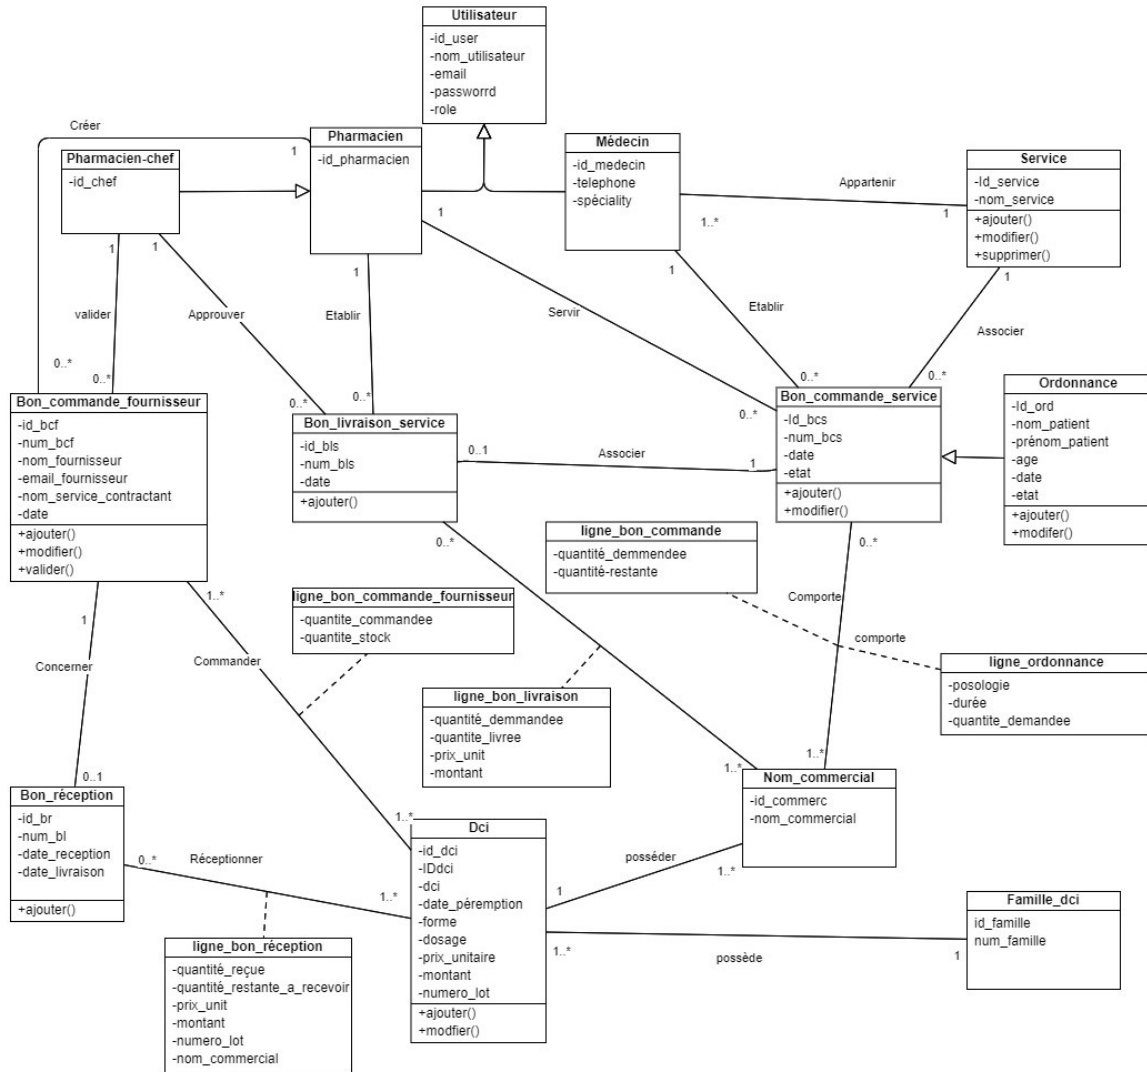 Utilisateur
-id_user
-nom_utilisateur
-email
-passworrd
-role
Créer
1
Pharmacien
-id_pharmacien
Médecin
-id_medecin
-telephone
-spéciality
Pharmacien-chef
-id_chef
Service
-Id_service
-nom_service
+ajouter()
+modifier()
+supprimer()
Appartenir
1..*
1
1
1
1
1
1
1
valider
Approuver
Etablir
Servir
Etablir
Associer
0..*
0..*
0..*
0..*
0..*
0..*
0..*
Bon_commande_fournisseur
-id_bcf
-num_bcf
-nom_fournisseur
-email_fournisseur
-nom_service_contractant
-date
+ajouter()
+modifier()
+valider()
Bon_livraison_service
-id_bls
-num_bls
-date
+ajouter()
0..1
Associer
1
Bon_commande_service
-Id_bcs
-num_bcs
-date
-etat
+ajouter()
+modifier()
Ordonnance
-Id_ord
-nom_patient
-prénom_patient
-age
-date
-etat
+ajouter()
+modifer()
ligne_bon_commande
-quantité_demmendee
-quantité-restante
0..*
0..*
Comporte
comporte
ligne_bon_commande_fournisseur
-quantite_commandee
-quantite_stock
1
1..*
Concerner
Commander
ligne_ordonnance
-posologie
-durée
-quantite_demandee
ligne_bon_livraison
-quantité_demmandee
-quantite_livree
-prix_unit
-montant
1..*
1..*
Nom_commercial
-id_commerc
-nom_commercial
0..1
Bon_réception
-id_br
-num_bl
-date_reception
-date_livraison
+ajouter()
0..*
Réceptionner
1..*
1..*
Dci
-id_dci
-IDdci
-dci
-date_péremption
-forme
-dosage
-prix_unitaire
-montant
-numero_lot
+ajouter()
+modfier()
1
posséder
1..*
Famille_dci
id_famille
num_famille
1..*
possède
1
ligne_bon_réception
-quantité_reçue
-quantité_restante_a_recevoir
-prix_unit
-montant
-numero_lot
-nom_commercial